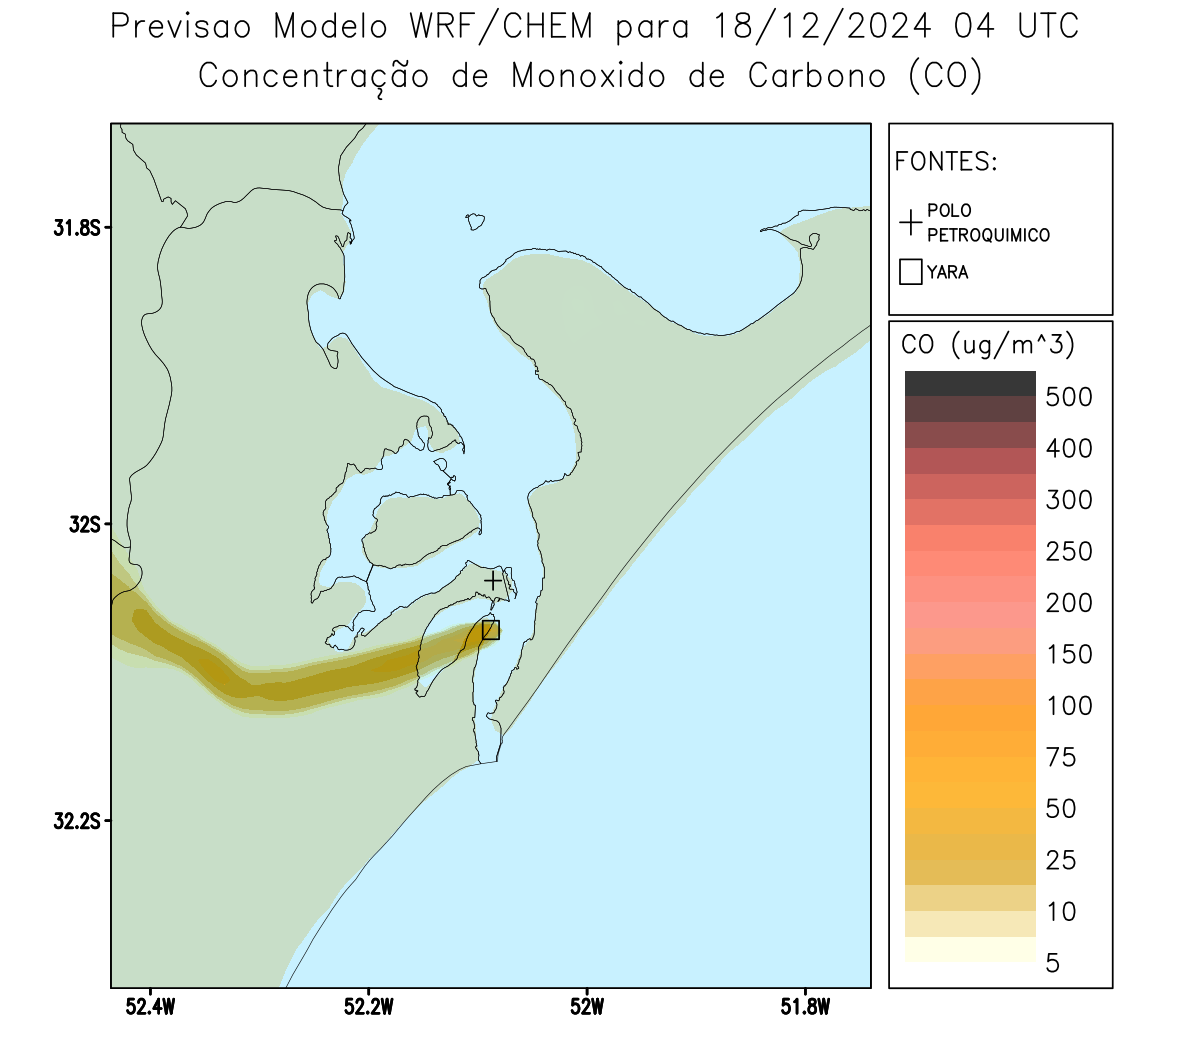 Previsao Modelo WRF/CHEM para 18/12/2024 04 UTC
Concentração de Monoxido de Carbono (CO)
FONTES:
POLO
PETROQUIMICO
YARA
31.8S
32S
32.2S
52.4W
52.2W
52W
51.8W
CO (ug/m^3)
500
400
300
250
200
150
100
75
50
25
10
5